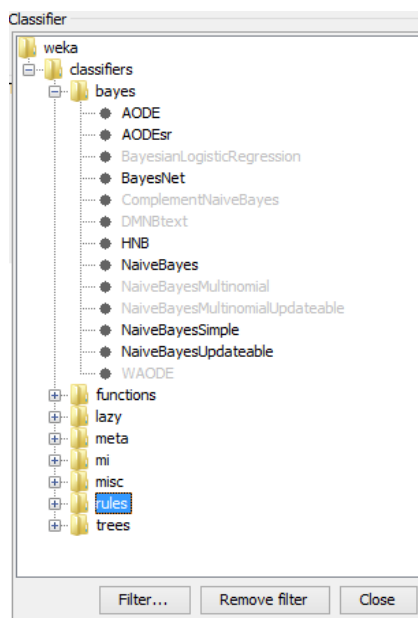 Classifier
weka
classifiers
bayes
AODE
AODEsr
BayesianLogisticRegression
BayesNet
ComplementNaiveBayes
DMNBtext
HNB
NaiveBayes
NaiveBayesMultinomial
NaiveBayesMultinomialUpdateable
NaiveBayesSimple
NaiveBayesUpdateable
WAODE
functions
lazy
meta
mi
misc
rules
trees
Filter... Remove filter Close